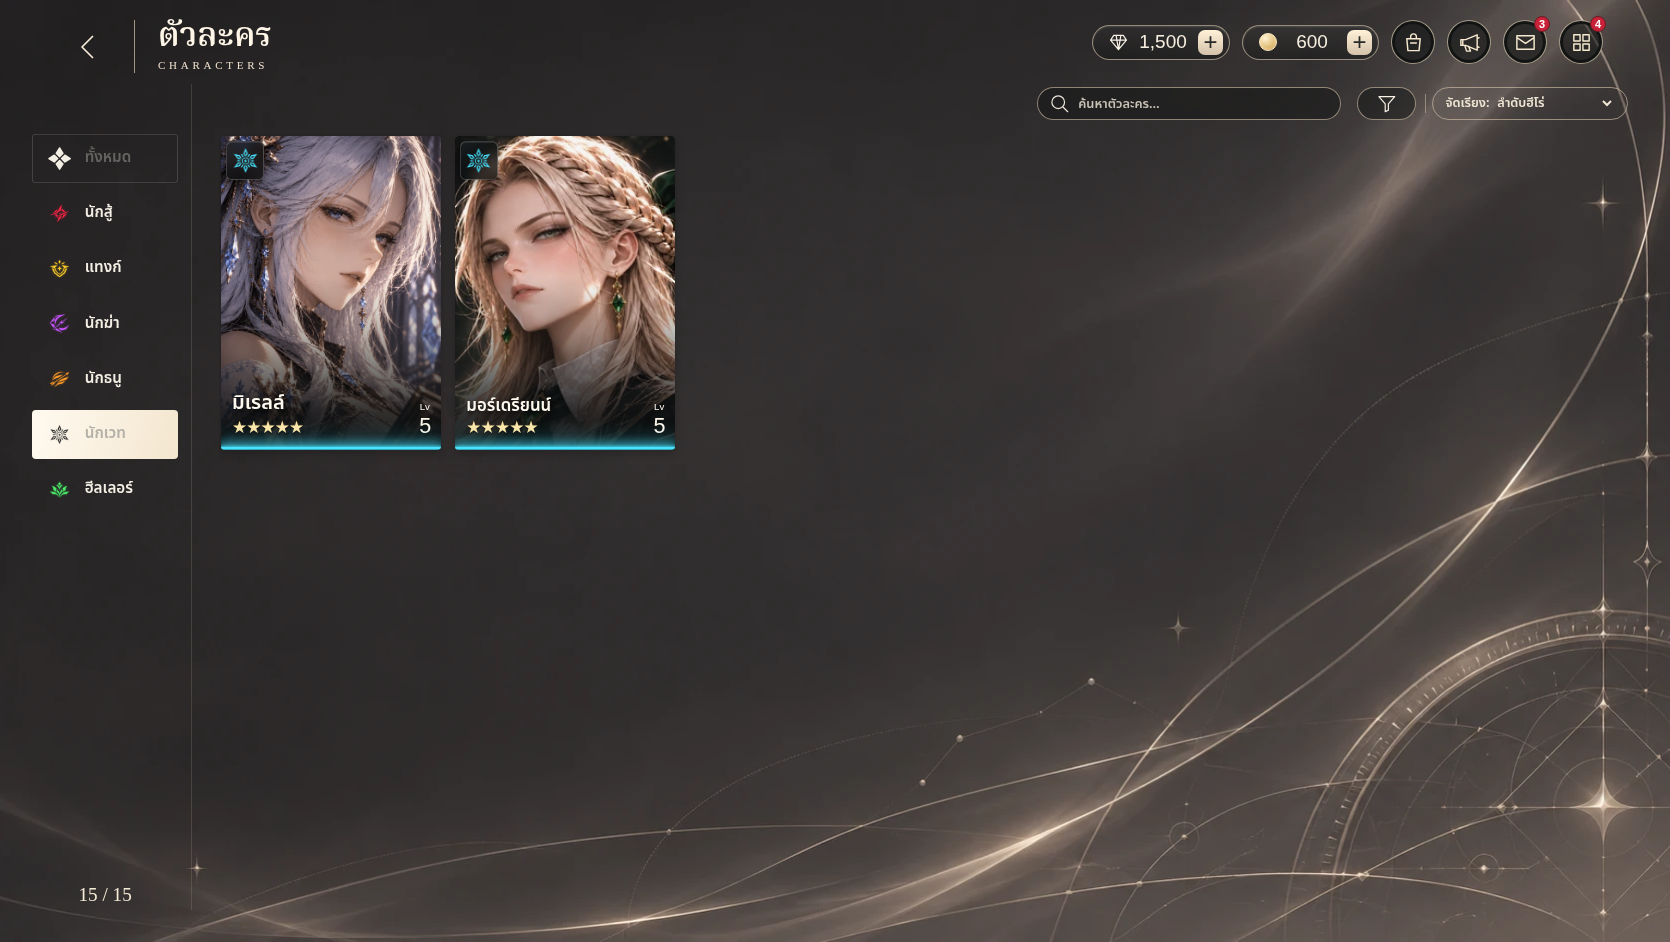 ตัวละคร
CHARACTERS
1,500
600
3
4
ค้นหาตัวละคร...
จัดเรียง: ลำดับฮีโร่
ทั้งหมด
นักสู้
แทงก์
นักฆ่า
นักธนู
นักเวท
ฮีลเลอร์
มิเรลล์
Lv
5
มอร์เดรียนน์
Lv
5
15 / 15